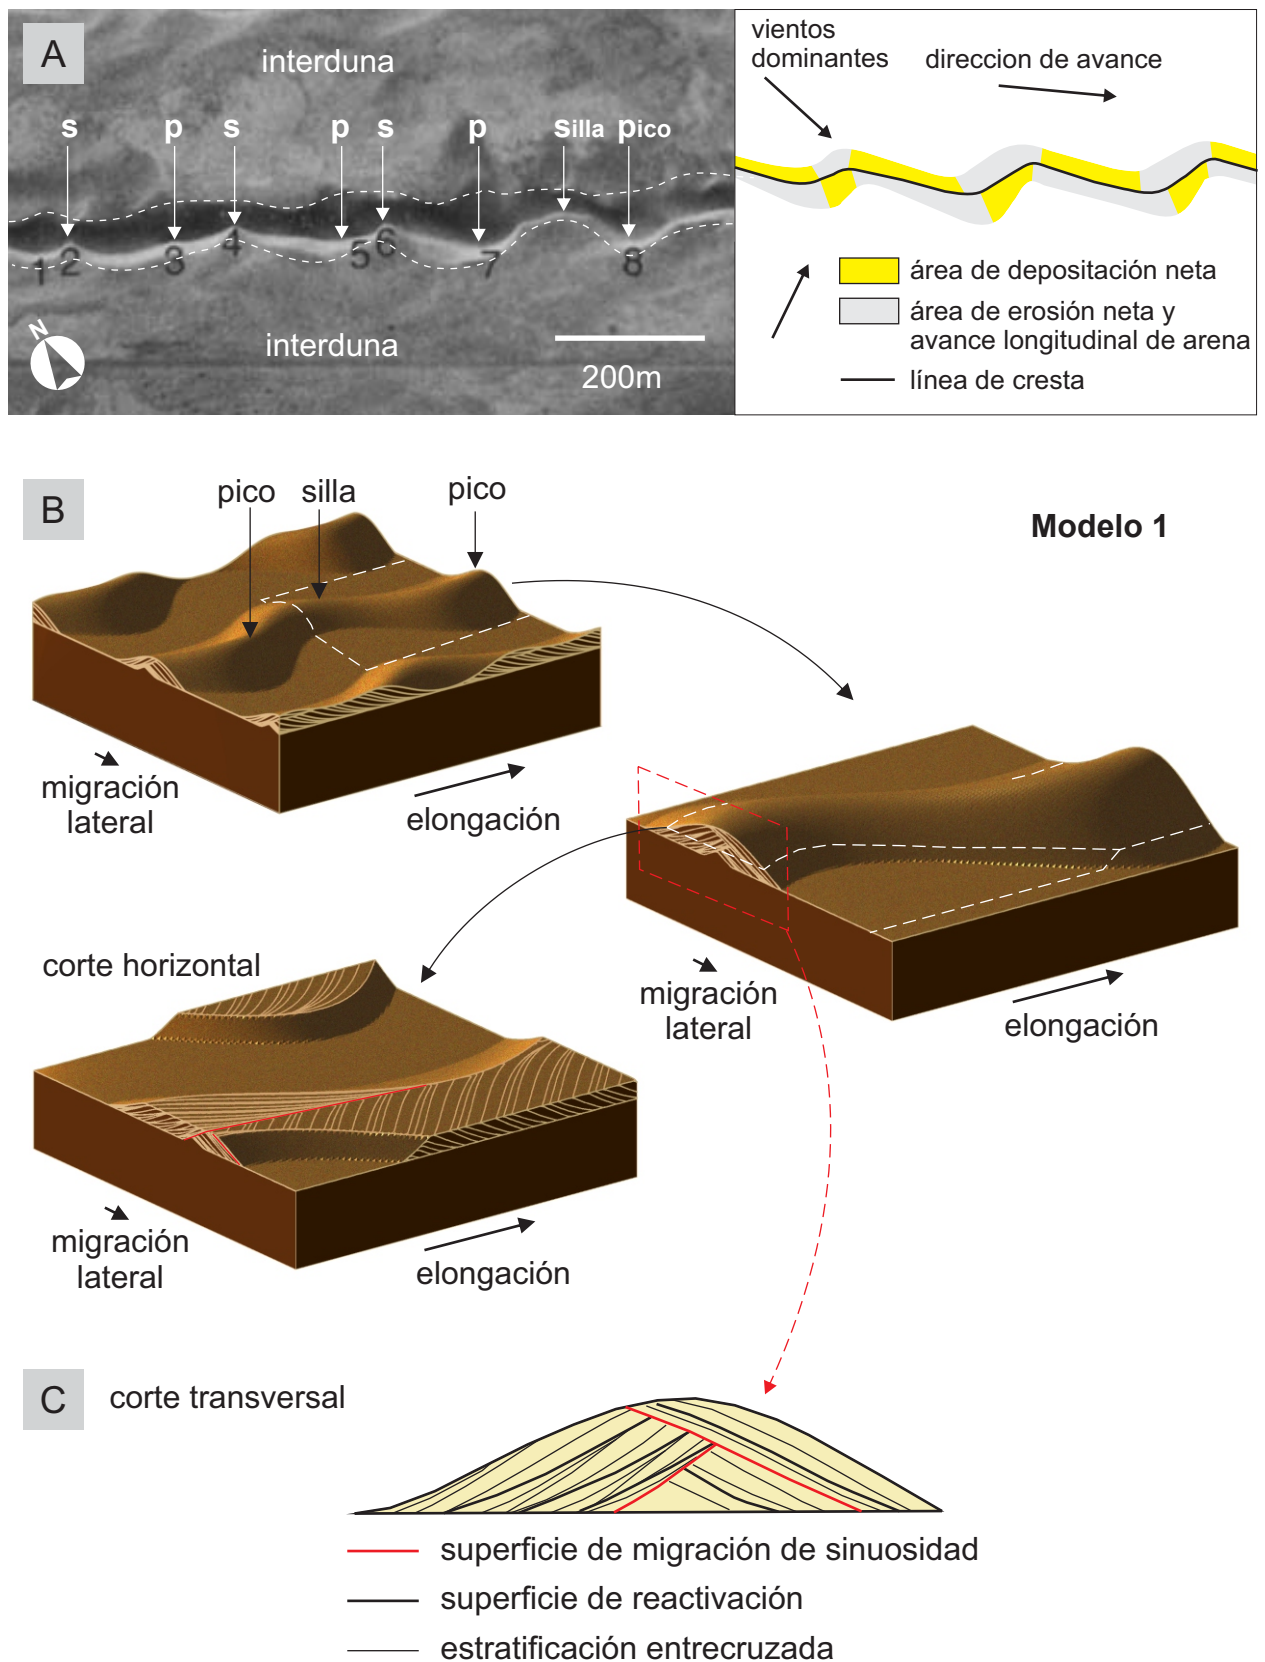 A
interduna
s p s p s p silla pico
1 2 3 4 5 6 7 8
N
interduna
200m
vientos
dominantes
direccion de avance
área de depositación neta
área de erosión neta y
avance longitudinal de arena
línea de cresta
B
pico silla pico
Modelo 1
migración
lateral
elongación
migración
lateral
elongación
corte horizontal
migración
lateral
elongación
C
corte transversal
superficie de migración de sinuosidad
superficie de reactivación
estratificación entrecruzada